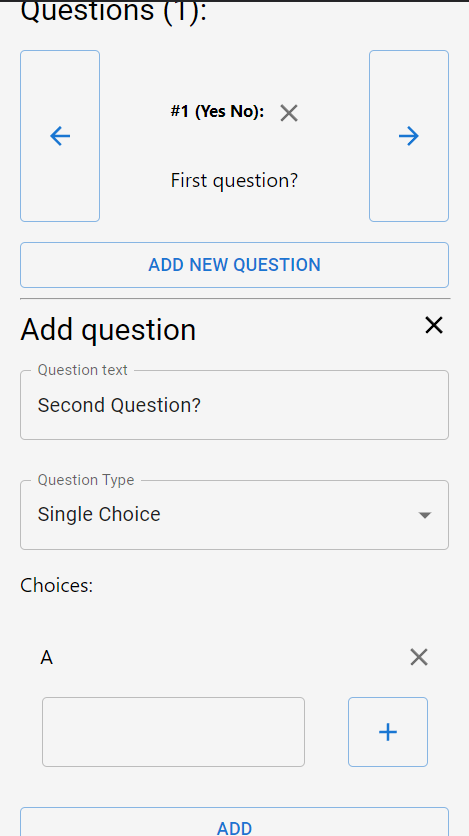 Questions (1):
#1 (Yes No):
First question?
ADD NEW QUESTION
Add question
Question text
Second Question?
Question Type
Single Choice
Choices:
A
ADD